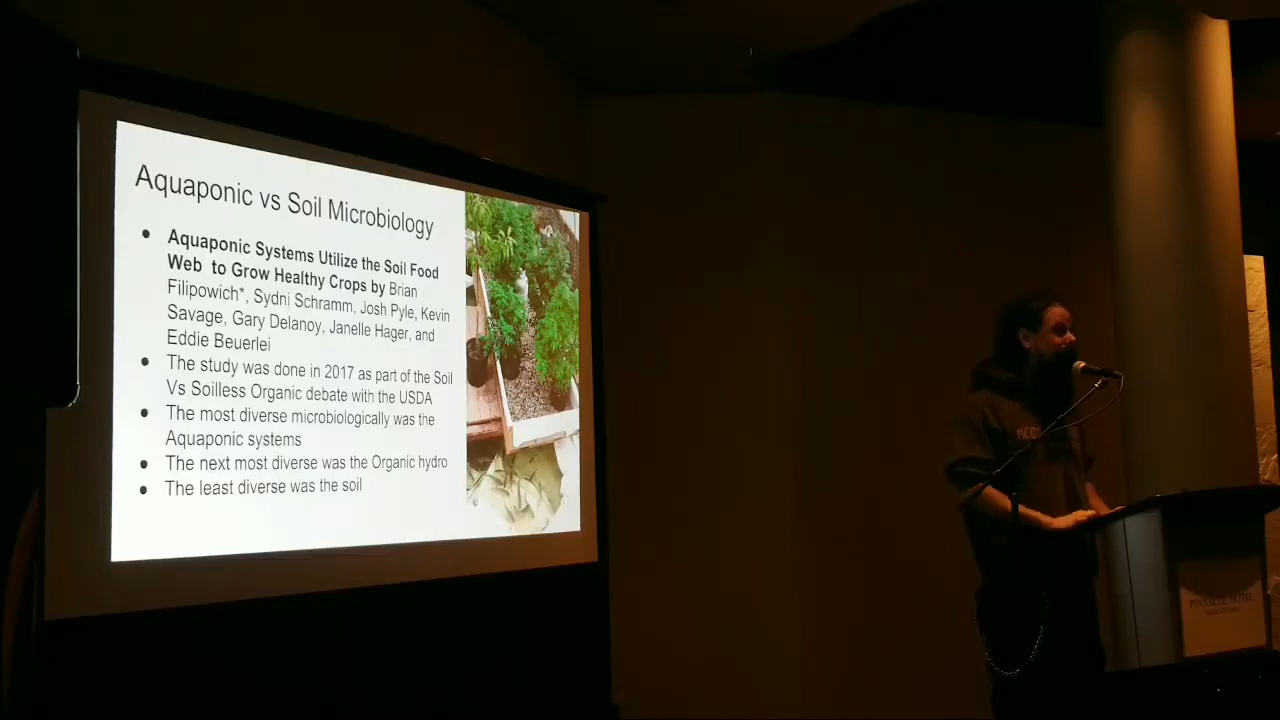 Aquaponic vs Soil Microbiology
• Aquaponic Systems Utilize the Soil Food
Web to Grow Healthy Crops by Brian
Filipowich*, Sydni Schramm, Josh Pyle, Kevin
Savage, Gary Delanoy, Janelle Hager, and
Eddie Beuerlei
• The study was done in 2017 as part of the Soil
Vs Soilless Organic debate with the USDA
• The most diverse microbiologically was the
Aquaponic systems
• The next most diverse was the Organic hydro
• The least diverse was the soil
PINNACLE HOTEL